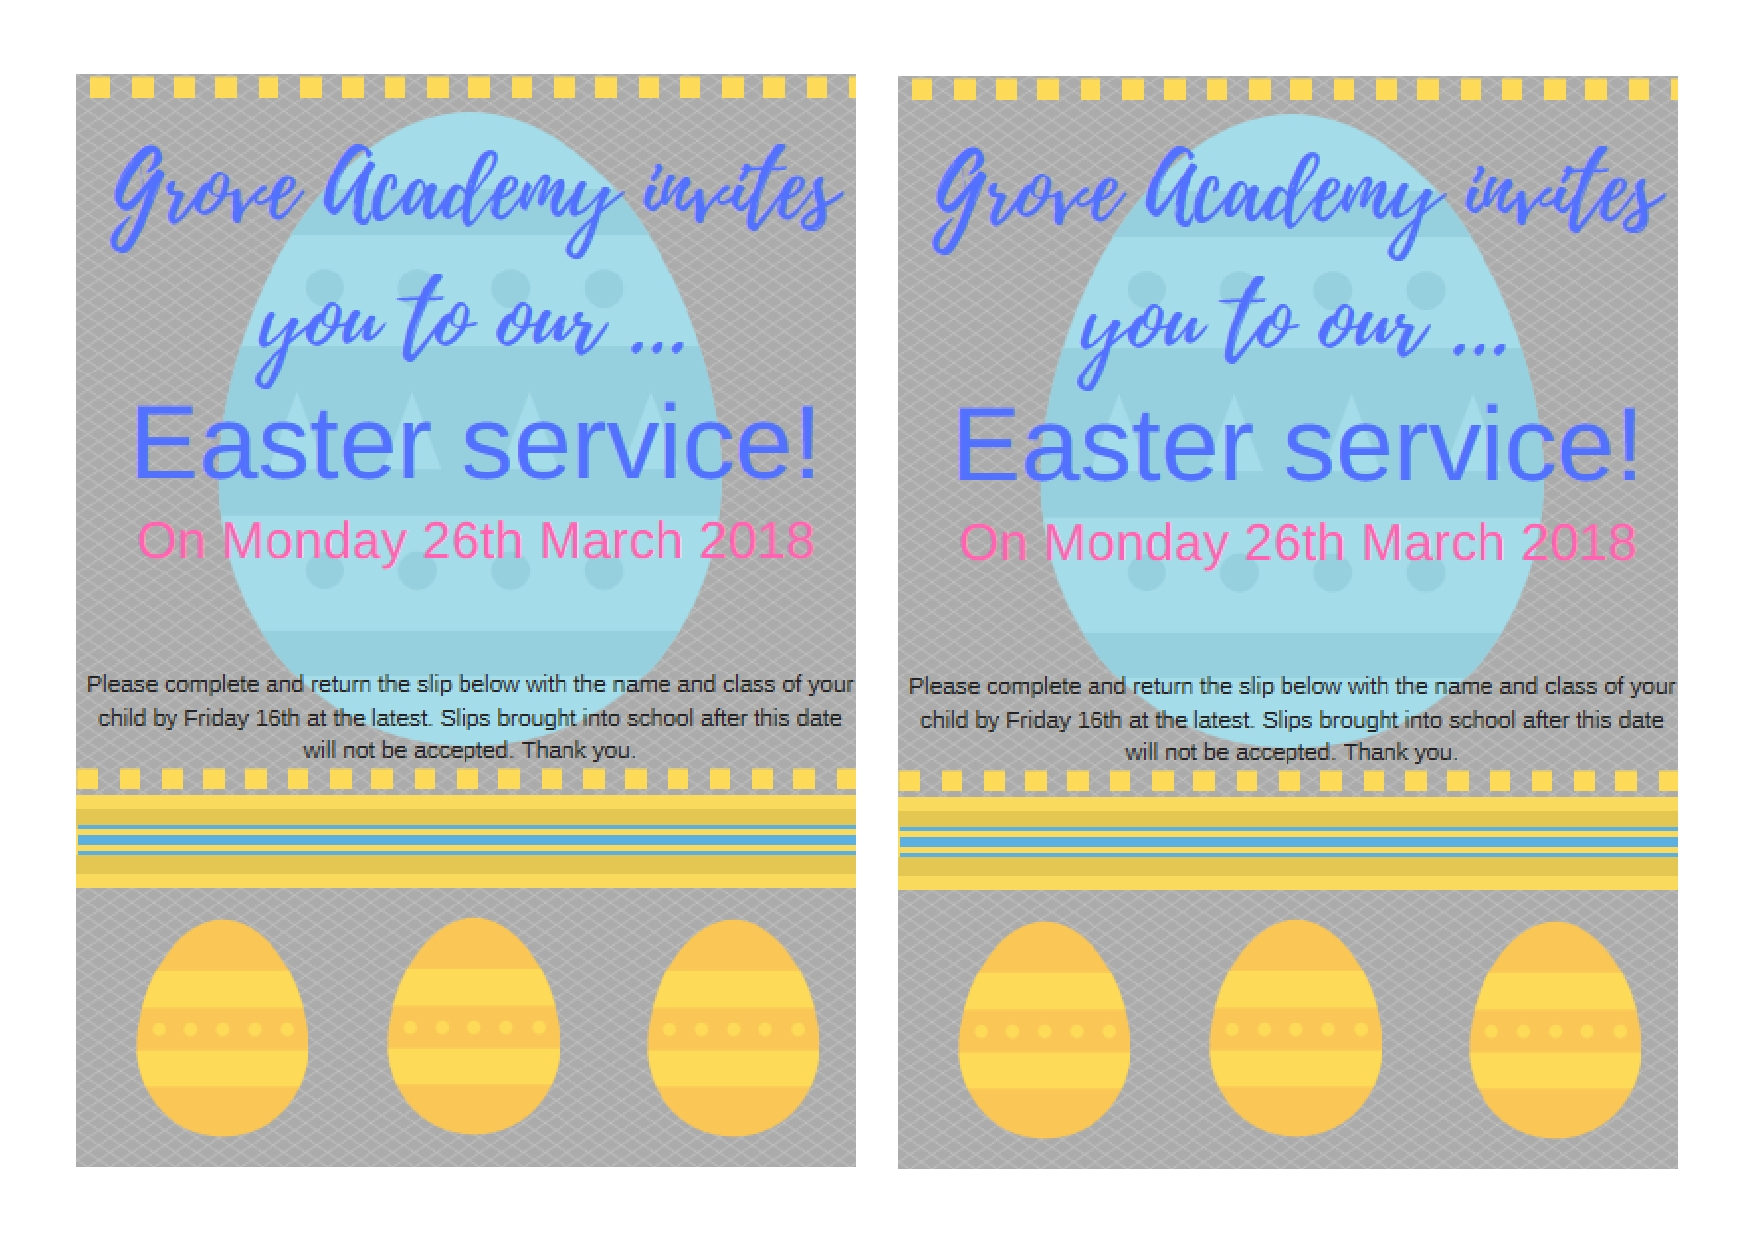 Grove Academy invites
you to our ...
Easter service!
On Monday 26th March 2018
Please complete and return the slip below with the name and class of your
child by Friday 16th at the latest. Slips brought into school after this date
will not be accepted. Thank you.
Grove Academy invites
you to our ...
Easter service!
On Monday 26th March 2018
Please complete and return the slip below with the name and class of your
child by Friday 16th at the latest. Slips brought into school after this date
will not be accepted. Thank you.